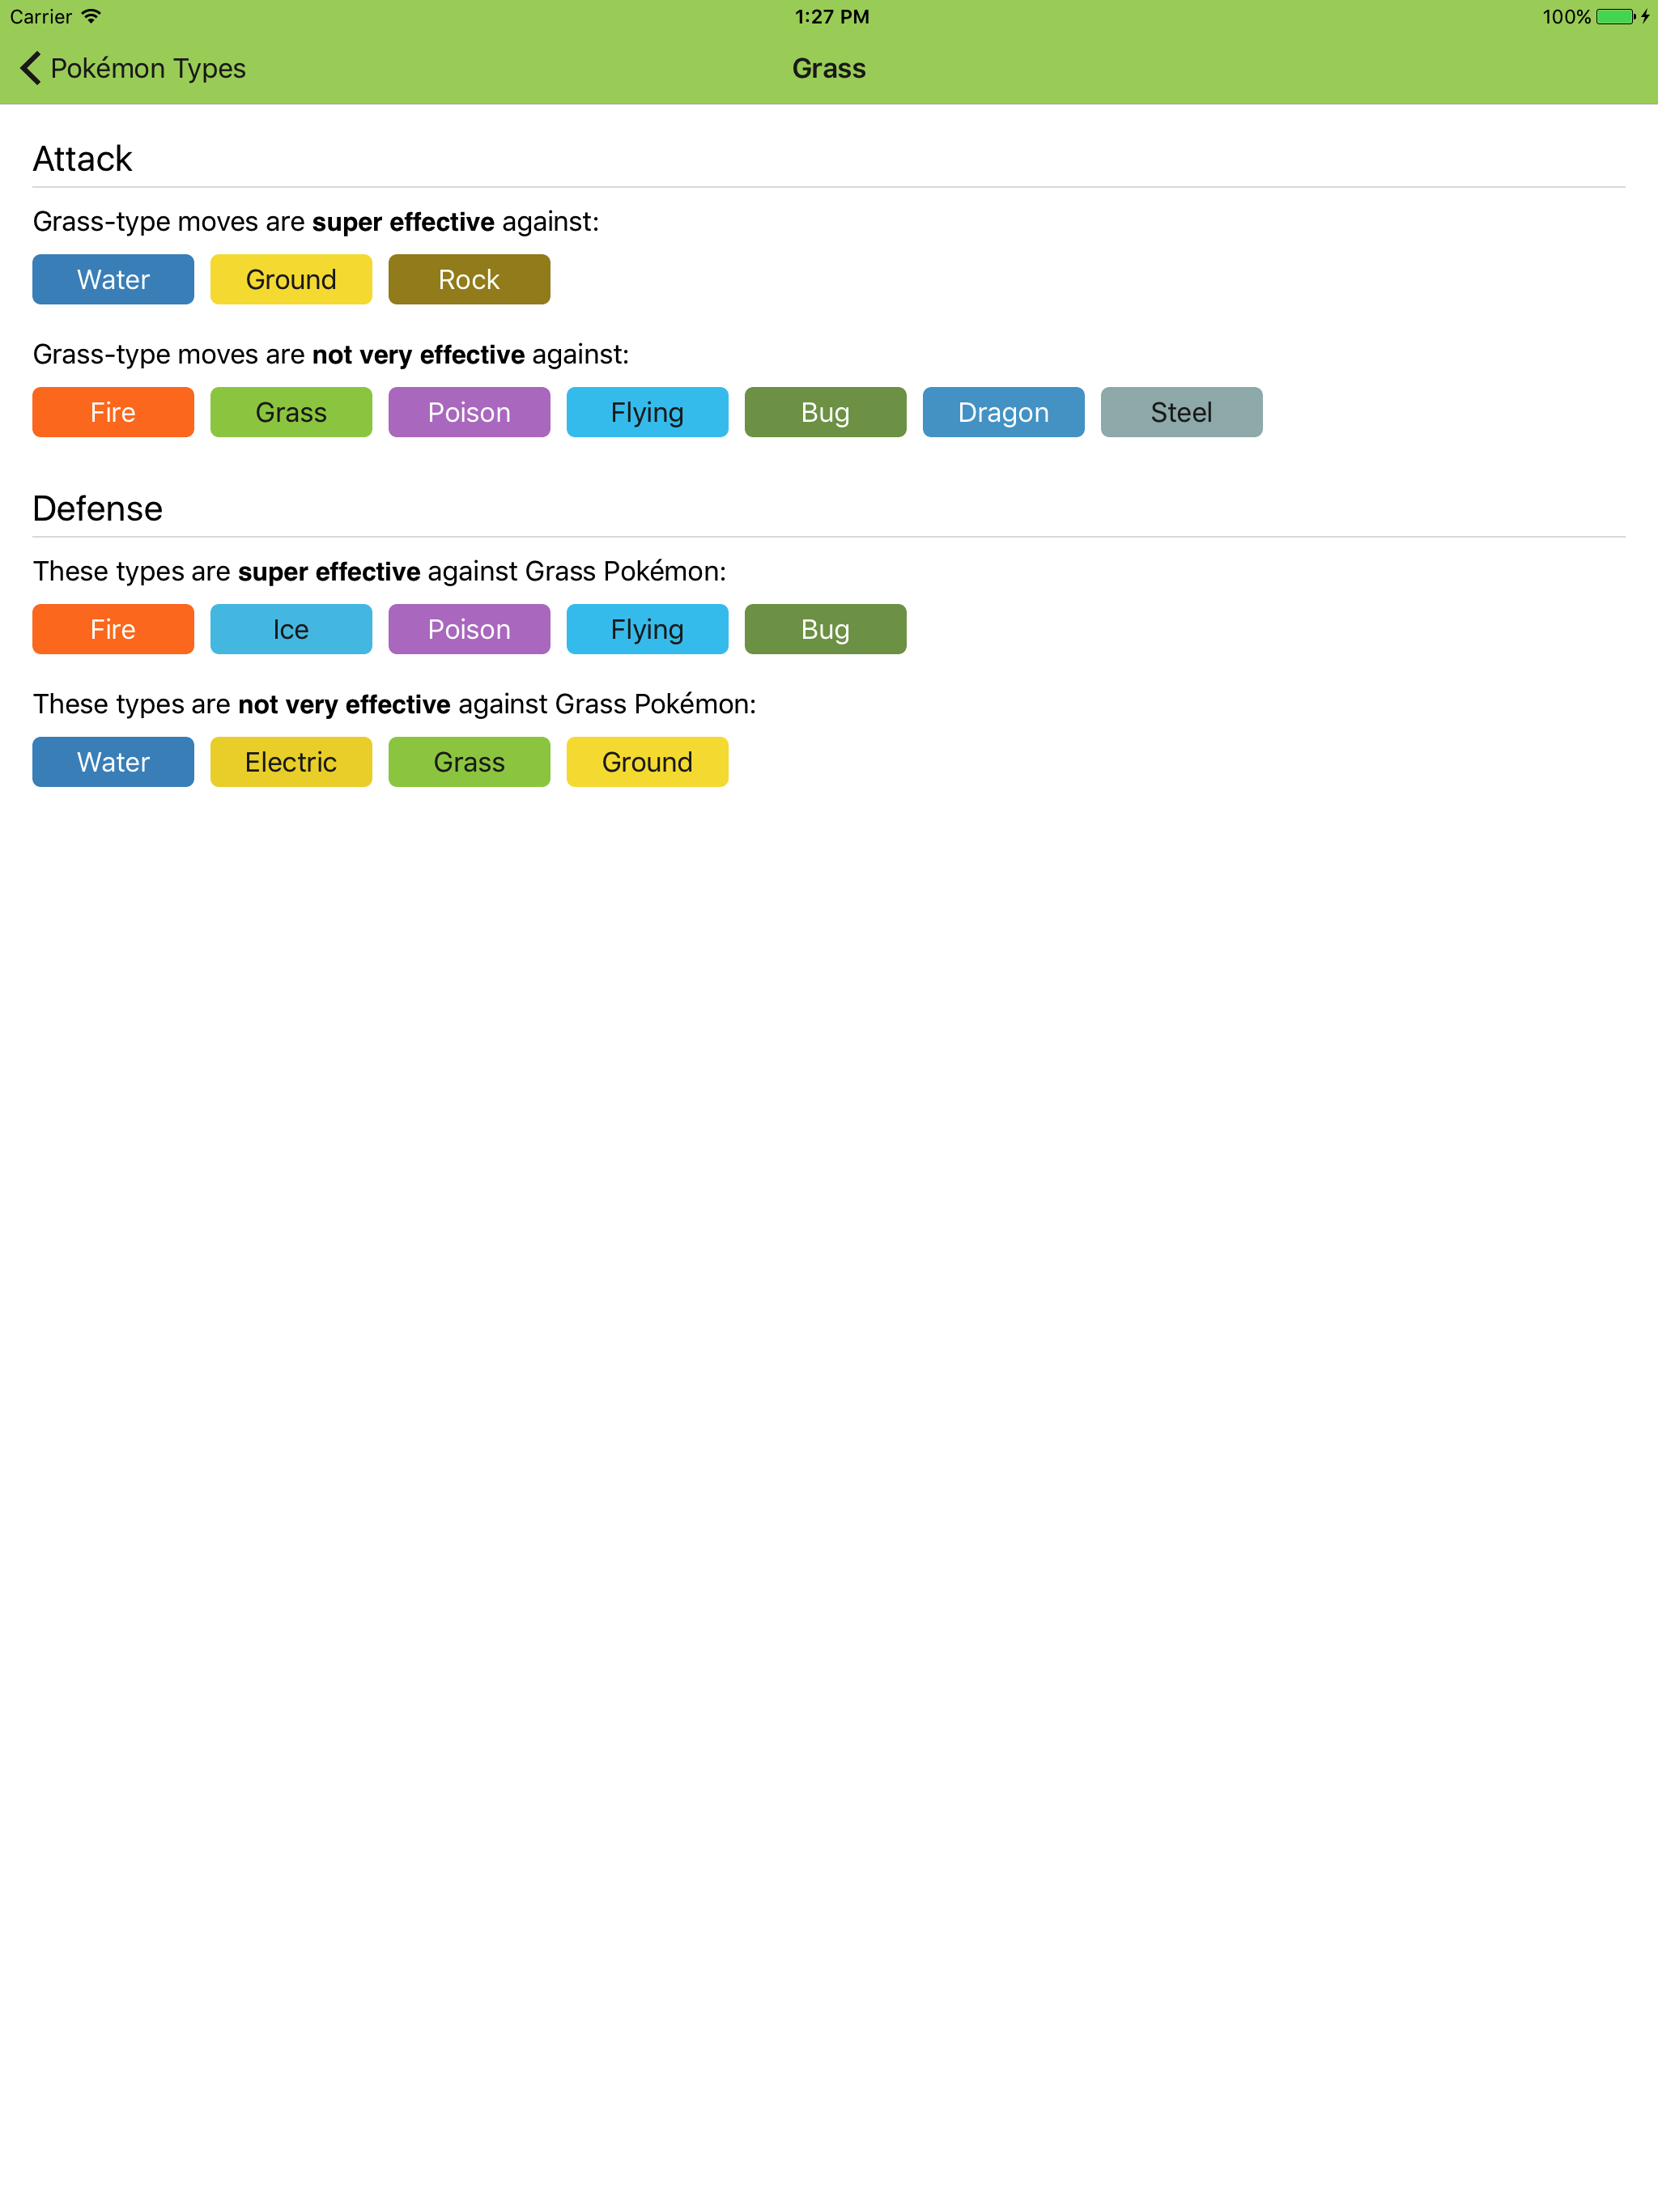 Carrier 1:27 PM 100%
Pokémon Types Grass
Attack
Grass-type moves are super effective against:
Water Ground Rock
Grass-type moves are not very effective against:
Fire Grass Poison Flying Bug Dragon Steel
Defense
These types are super effective against Grass Pokémon:
Fire Ice Poison Flying Bug
These types are not very effective against Grass Pokémon:
Water Electric Grass Ground